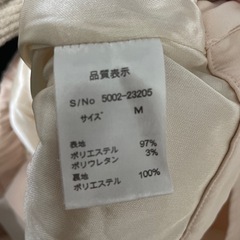 品質表示
S/No 5002-23205
サイズ M
表地 97%
ポリエステル 3%
ポリウレタン
裏地 100%
ポリエステル